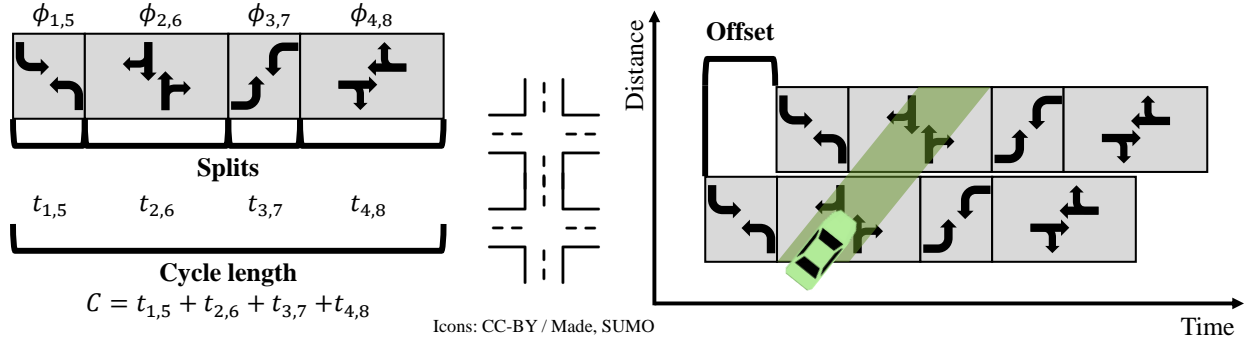 ϕ1,5 ϕ2,6 ϕ3,7 ϕ4,8
Splits
t1,5 t2,6 t3,7 t4,8
Cycle length
C = t1,5 + t2,6 + t3,7 +t4,8
Icons: CC-BY / Made, SUMO
Offset
Distance
Time